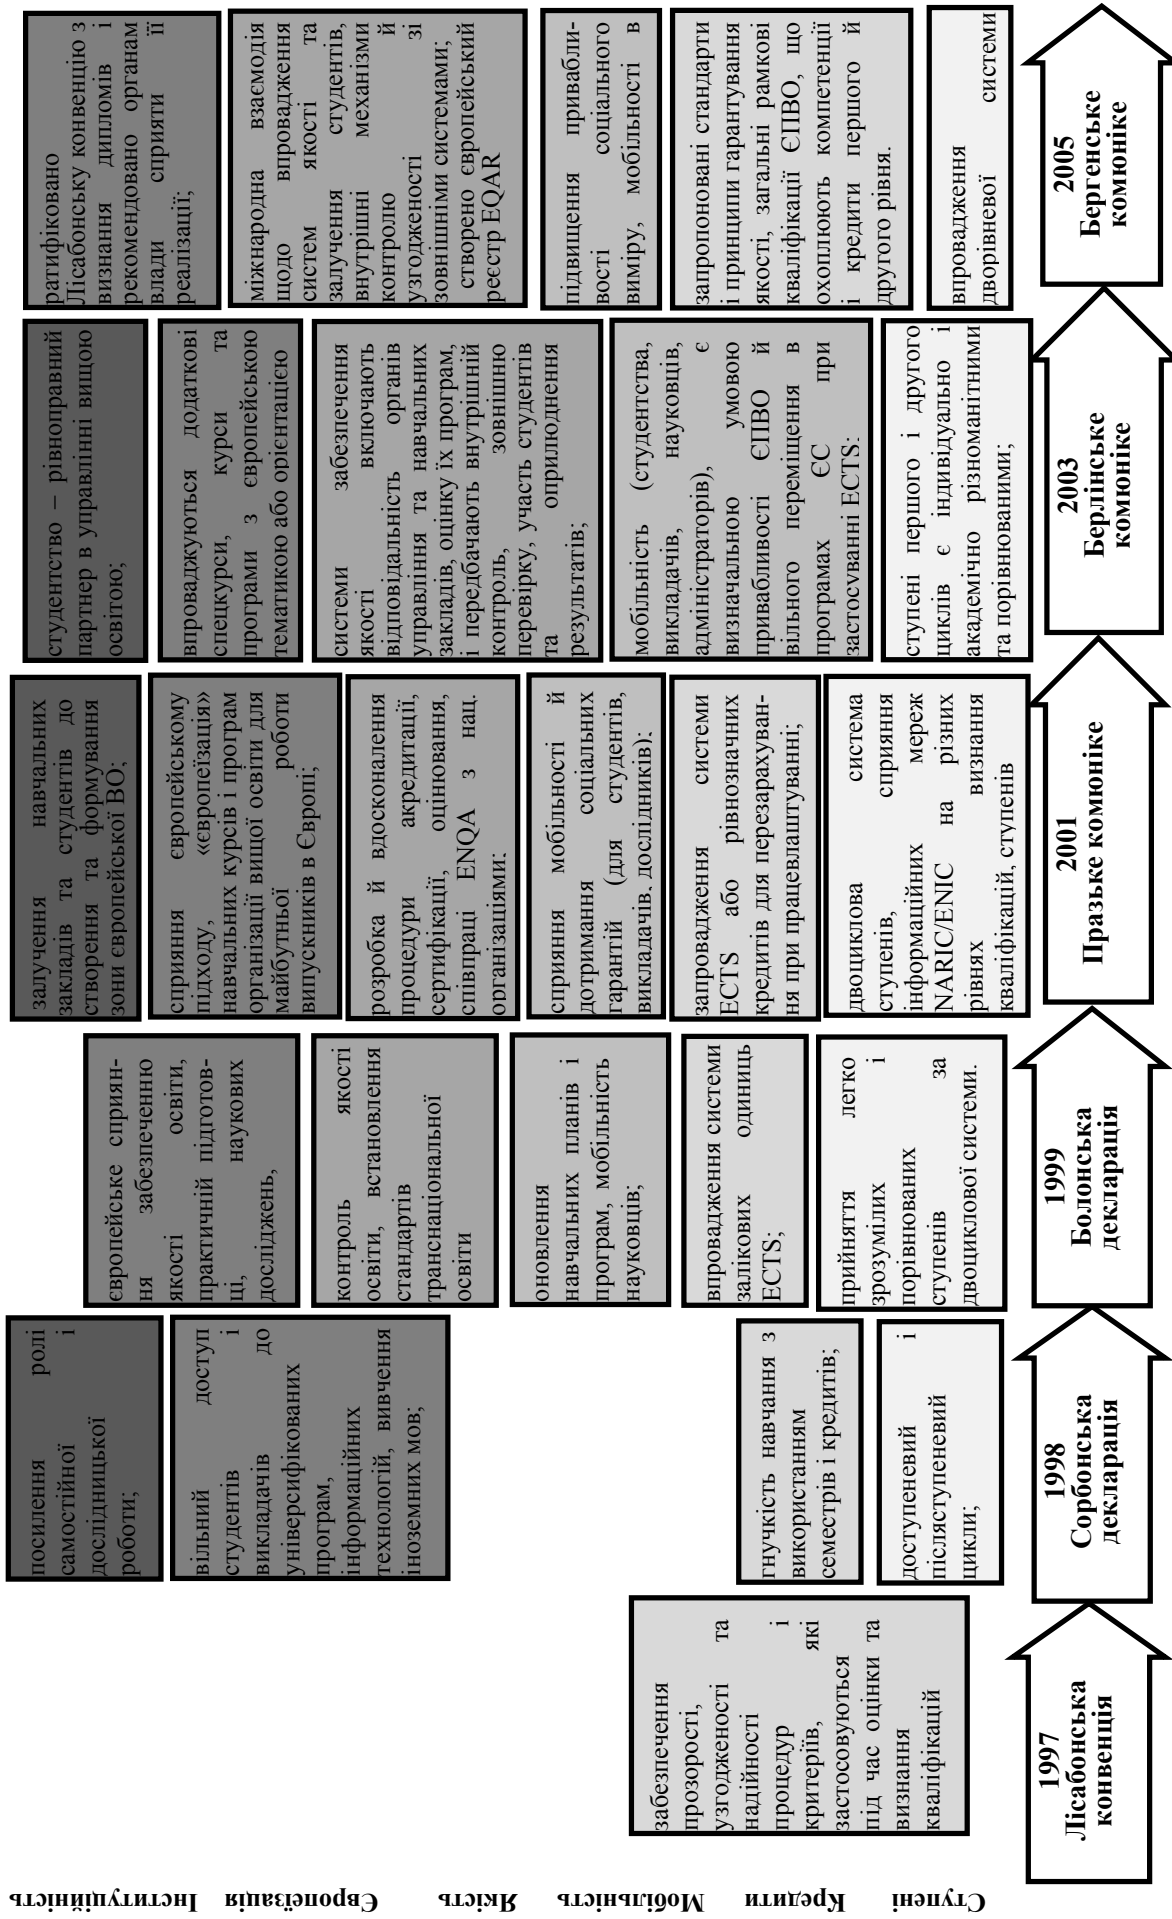 Інституційність
Європеїзація
Якість
Мобільність
Кредити
Ступені
забезпечення
прозорості,
узгодженості та
надійності
процедур і
критеріїв, які
застосовуються
під час оцінки та
визнання
кваліфікацій
1997
Лісабонська
конвенція
посилення ролі
самостійної і
дослідницької
роботи;
вільний доступ
студентів і
викладачів до
універсифікованих
програм,
інформаційних
технологій, вивчення
іноземних мов;
гнучкість навчання з
використанням
семестрів і кредитів;
доступеневий і
післяступеневий
цикли;
1998
Сорбонська
декларація
європейське сприян-
ня забезпеченню
якості освіти,
практичній підготов-
ці, наукових
досліджень,
контроль якості
освіти, встановлення
стандартів
транснаціональної
освіти
оновлення
навчальних планів і
програм, мобільність
науковців;
впровадження системи
залікових одиниць
ECTS;
прийняття легко
зрозумілих і
порівнюваних
ступенів за
двоциклової системи.
1999
Болонська
декларація
залучення навчальних
закладів та студентів до
створення та формування
зони європейської ВО;
сприяння європейському
підходу, «європеїзація»
навчальних курсів і програм
організації вищої освіти для
майбутньої роботи
випускників в Європі;
розробка й вдосконалення
процедури акредитації,
сертифікації, оцінювання,
співпраці ENQA з нац.
організаціями;
сприяння мобільності й
дотримання соціальних
гарантій (для студентів,
викладачів, дослідників);
запровадження системи
ECTS або рівнозначних
кредитів для перезарахуван-
ня при працевлаштуванні;
двоциклова система
ступенів, сприяння
інформаційних мереж
NARIC/ENIC на різних
рівнях визнання
кваліфікацій, ступенів
2001
Празьке комюніке
студентство – рівноправний
партнер в управлінні вищою
освітою;
впроваджуються додаткові
спецкурси, курси та
програми з європейською
тематикою або орієнтацією
системи забезпечення
якості включають
відповідальність органів
управління та навчальних
закладів, оцінку їх програм,
і передбачають внутрішній
контроль, зовнішню
перевірку, участь студентів
та оприлюднення
результатів;
мобільність (студентства,
викладачів, науковців,
адміністраторів), є
визначальною умовою
привабливості ЄПВО й
вільного переміщення в
програмах ЄС при
застосуванні ECTS;
ступені першого і другого
циклів є індивідуально і
академічно різноманітними
та порівнюваними;
2003
Берлінське
комюніке
ратифіковано
Лісабонську конвенцію з
визнання дипломів і
рекомендовано органам
влади сприяти її
реалізації;
міжнародна взаємодія
щодо впровадження
систем якості та
залучення студентів,
внутрішні механізми
контролю й
узгодженості зі
зовнішніми системами;
створено європейський
реєстр EQAR
підвищення привабли-
вості соціального
виміру, мобільності в
запропоновані стандарти
і принципи гарантування
якості, загальні рамкові
кваліфікації ЄПВО, що
охоплюють компетенції
і кредити першого й
другого рівня.
впровадження
дворівневої системи
2005
Бергенське
комюніке